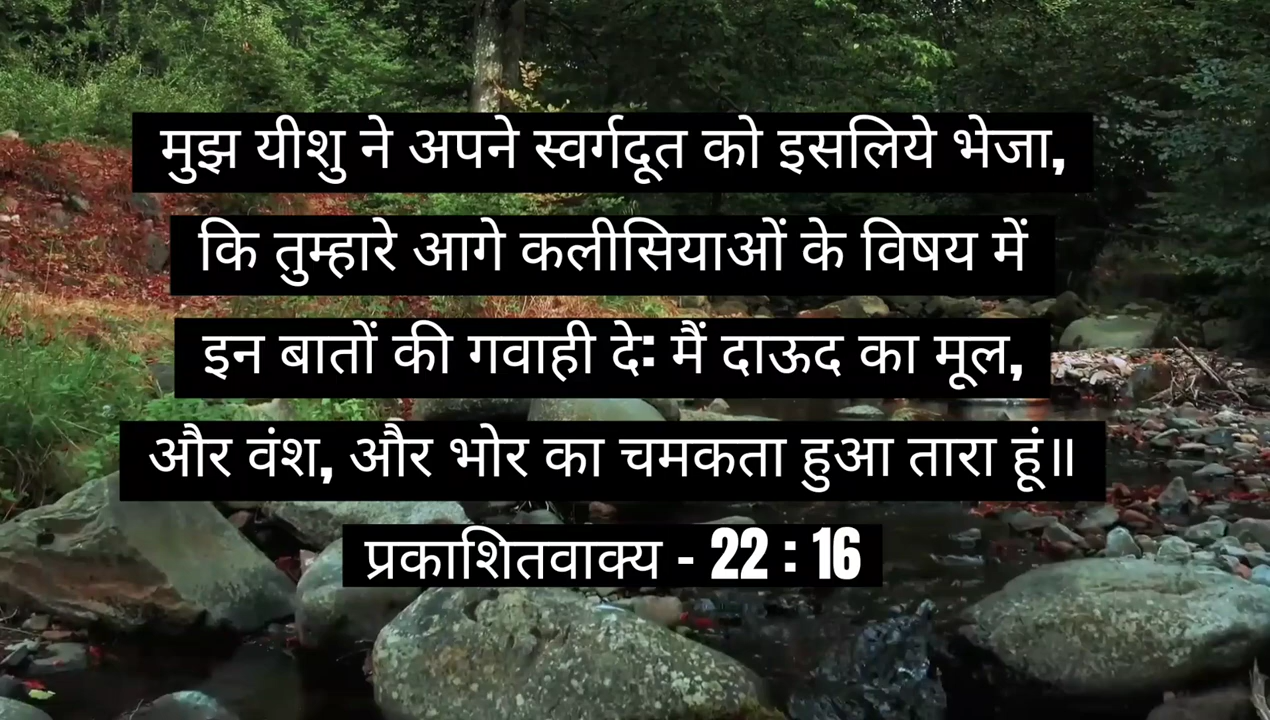 मुझ यीशु ने अपने स्वर्गदूत को इसलिये भेजा,
कि तुम्हारे आगे कलीसियाओं के विषय में
इन बातों की गवाही दे: मैं दाऊद का मूल,
और वंश, और भोर का चमकता हुआ तारा हूं॥
प्रकाशितवाक्य - 22 : 16